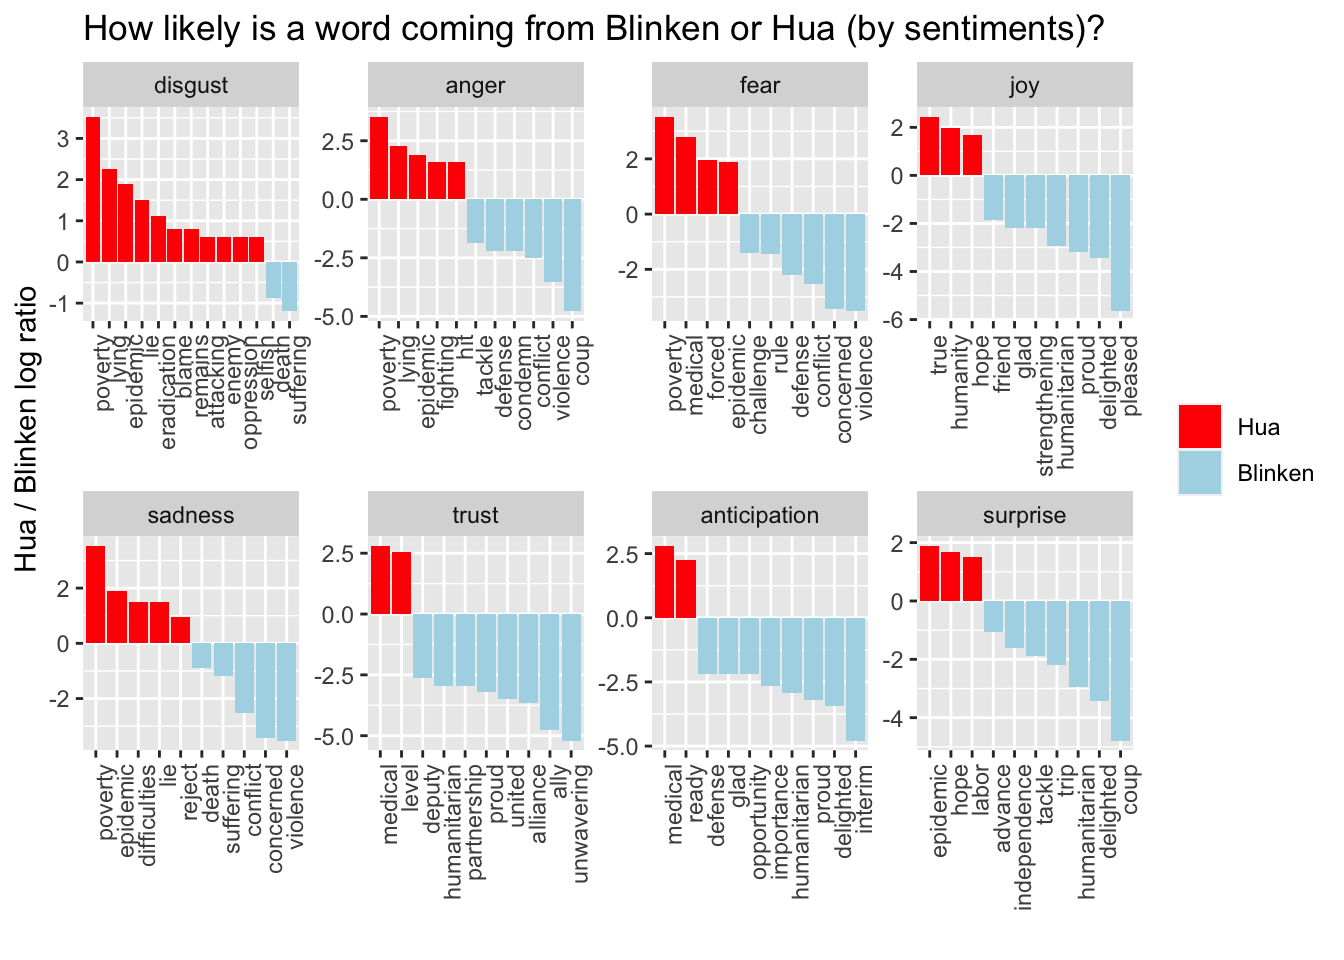 How likely is a word coming from Blinken or Hua (by sentiments)?
Hua / Blinken log ratio
disgust
3
2
1
0
-1
poverty
lying
epidemic
lie
eradication
blame
remains
attacking
enemy
oppression
selfish
death
suffering
anger
2.5
0.0
-2.5
-5.0
poverty
lying
epidemic
fighting
hit
tackle
defense
condemn
conflict
violence
coup
fear
2
0
-2
poverty
medical
forced
epidemic
challenge
rule
defense
conflict
concerned
violence
joy
2
0
-2
-4
-6
true
humanity
hope
friend
glad
strengthening
humanitarian
proud
delighted
pleased
Hua
Blinken
sadness
2
0
-2
poverty
epidemic
difficulties
lie
reject
death
suffering
conflict
concerned
violence
trust
2.5
0.0
-2.5
-5.0
medical
level
deputy
humanitarian
partnership
proud
united
alliance
ally
unwavering
anticipation
2.5
0.0
-2.5
-5.0
medical
ready
defense
glad
opportunity
importance
humanitarian
proud
delighted
interim
surprise
2
0
-2
-4
epidemic
hope
labor
advance
independence
tackle
trip
humanitarian
delighted
coup